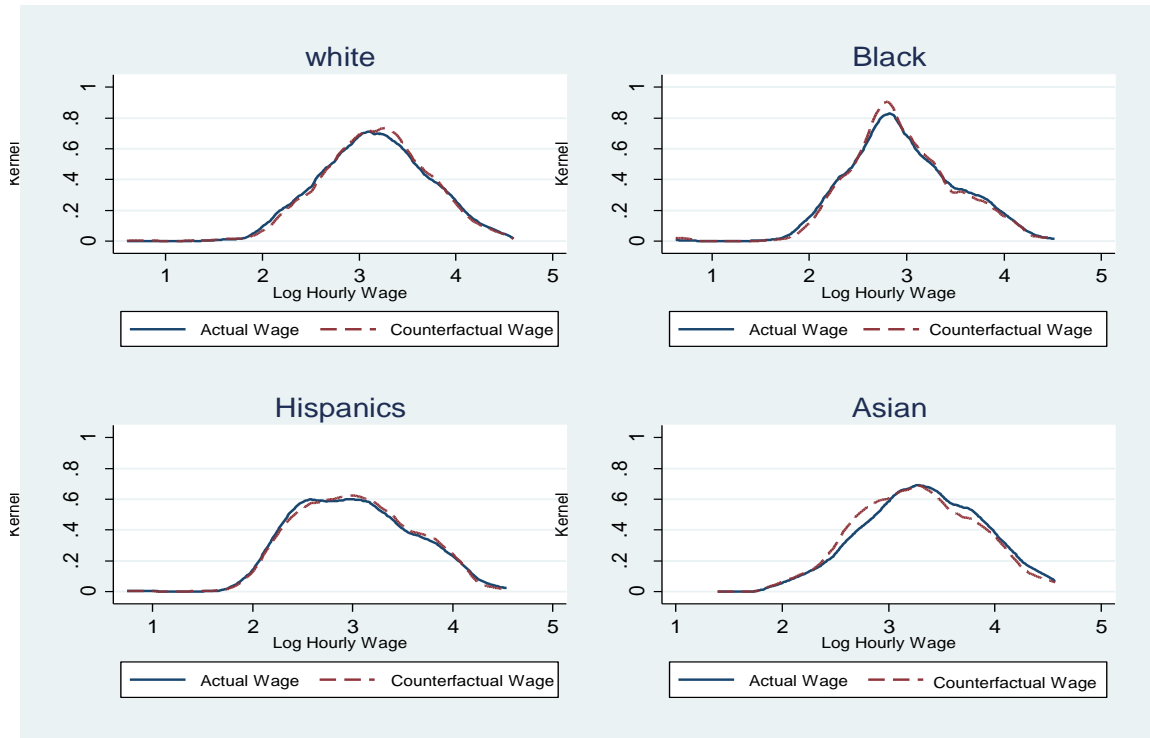 white
Kernel
0 .2 .4 .6 .8 1
1 2 3 4 5
Log Hourly Wage
Actual Wage Counterfactual Wage
Black
Kernel
0 .2 .4 .6 .8 1
1 2 3 4 5
Log Hourly Wage
Actual Wage Counterfactual Wage
Hispanics
Kernel
0 .2 .4 .6 .8 1
1 2 3 4 5
Log Hourly Wage
Actual Wage Counterfactual Wage
Asian
Kernel
0 .2 .4 .6 .8 1
1 2 3 4 5
Log Hourly Wage
Actual Wage Counterfactual Wage